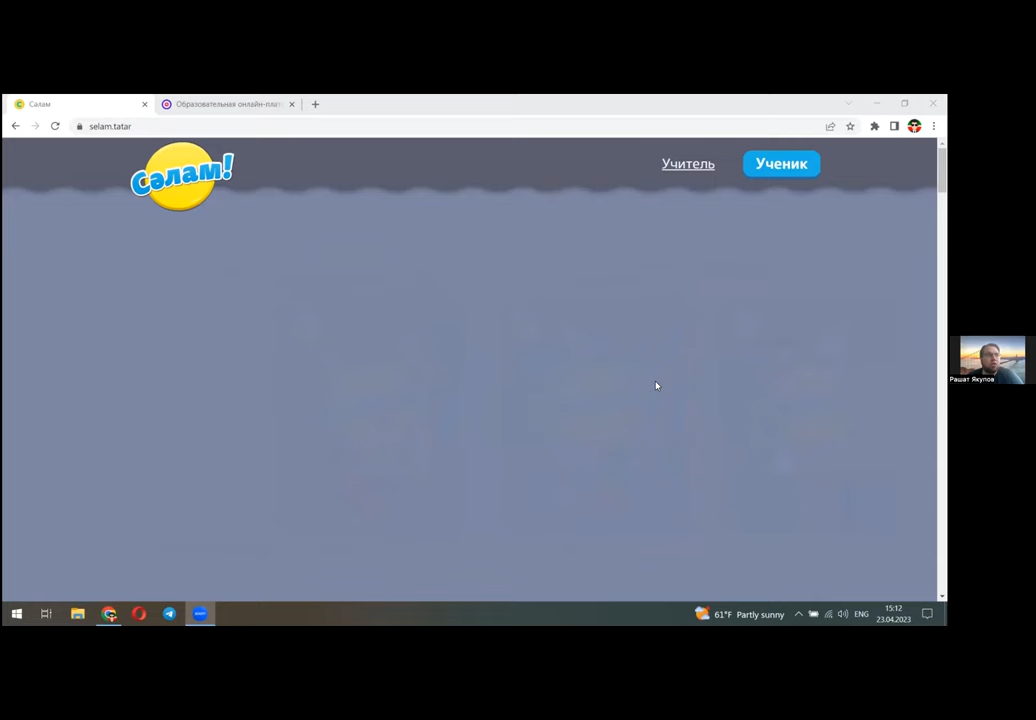 Сәлам
Образовательная онлайн-плат
selam.tatar
Сәлам!
Учитель
Ученик
Рашат Якупов
61°F Partly sunny
ENG
15:12
23.04.2023